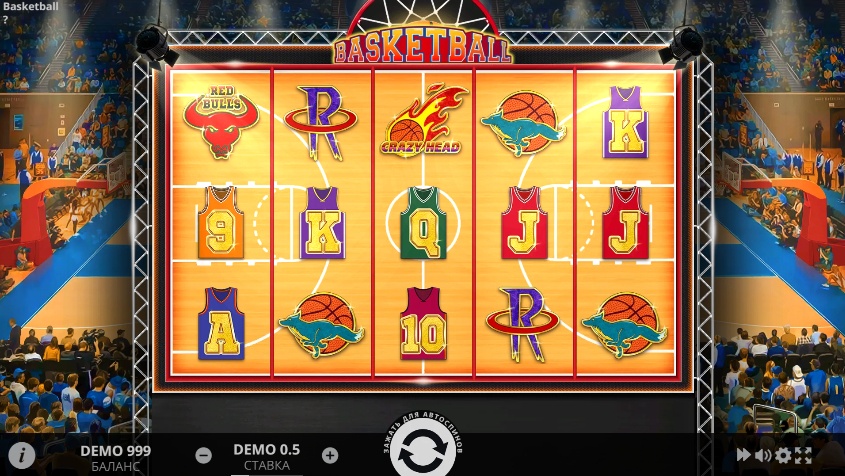 Basketball
?
BASKETBALL
RED
BULLS
R
CRAZY HEAD
K
9
K
Q
J
J
A
10
R
ЗАЖАТЬ ДЛЯ АВТОСПИНОВ
i
DEMO 999
БАЛАНС
DEMO 0.5
СТАВКА